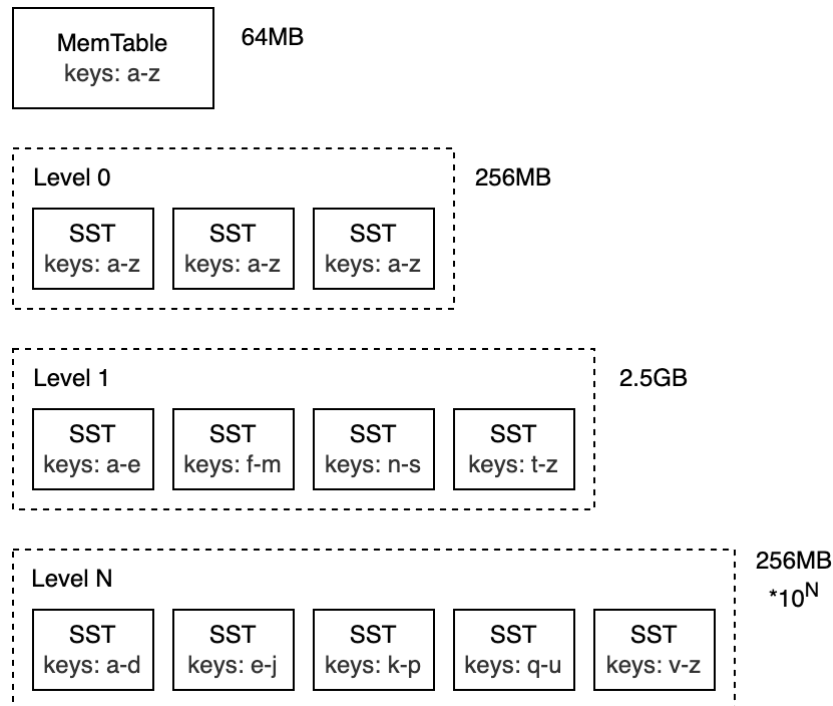 MemTable
keys: a-z
64MB
Level 0
256MB
SST SST SST
keys: a-z keys: a-z keys: a-z
Level 1
2.5GB
SST SST SST SST
keys: a-e keys: f-m keys: n-s keys: t-z
Level N
256MB
*10^N
SST SST SST SST SST
keys: a-d keys: e-j keys: k-p keys: q-u keys: v-z